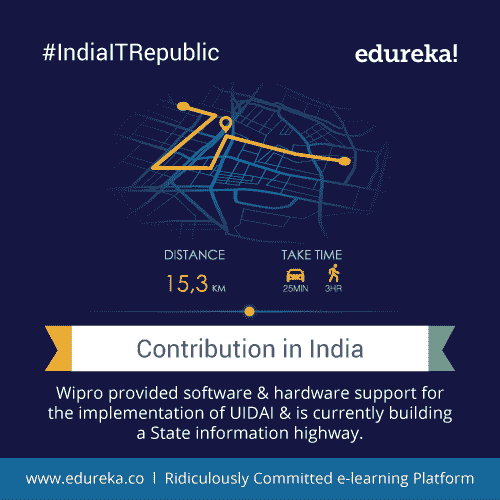 #IndiaITRepublic
edureka!
DISTANCE
15,3 KM
TAKE TIME
25MIN
3HR
Contribution in India
Wipro provided software & hardware support for
the implementation of UIDAI & is currently building
a State information highway.
www.edureka.co | Ridiculously Committed e-learning Platform